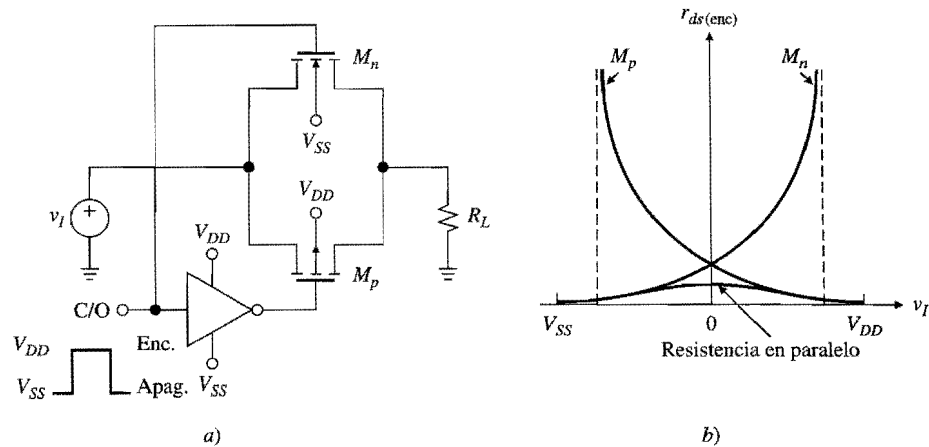 M_n
V_SS
V_DD
v_I
+
R_L
V_DD
M_p
C/O
Enc.
V_DD
V_SS
V_SS
Apag.
a)
r_ds(enc)
M_p
M_n
V_SS
0
V_DD
v_I
Resistencia en paralelo
b)